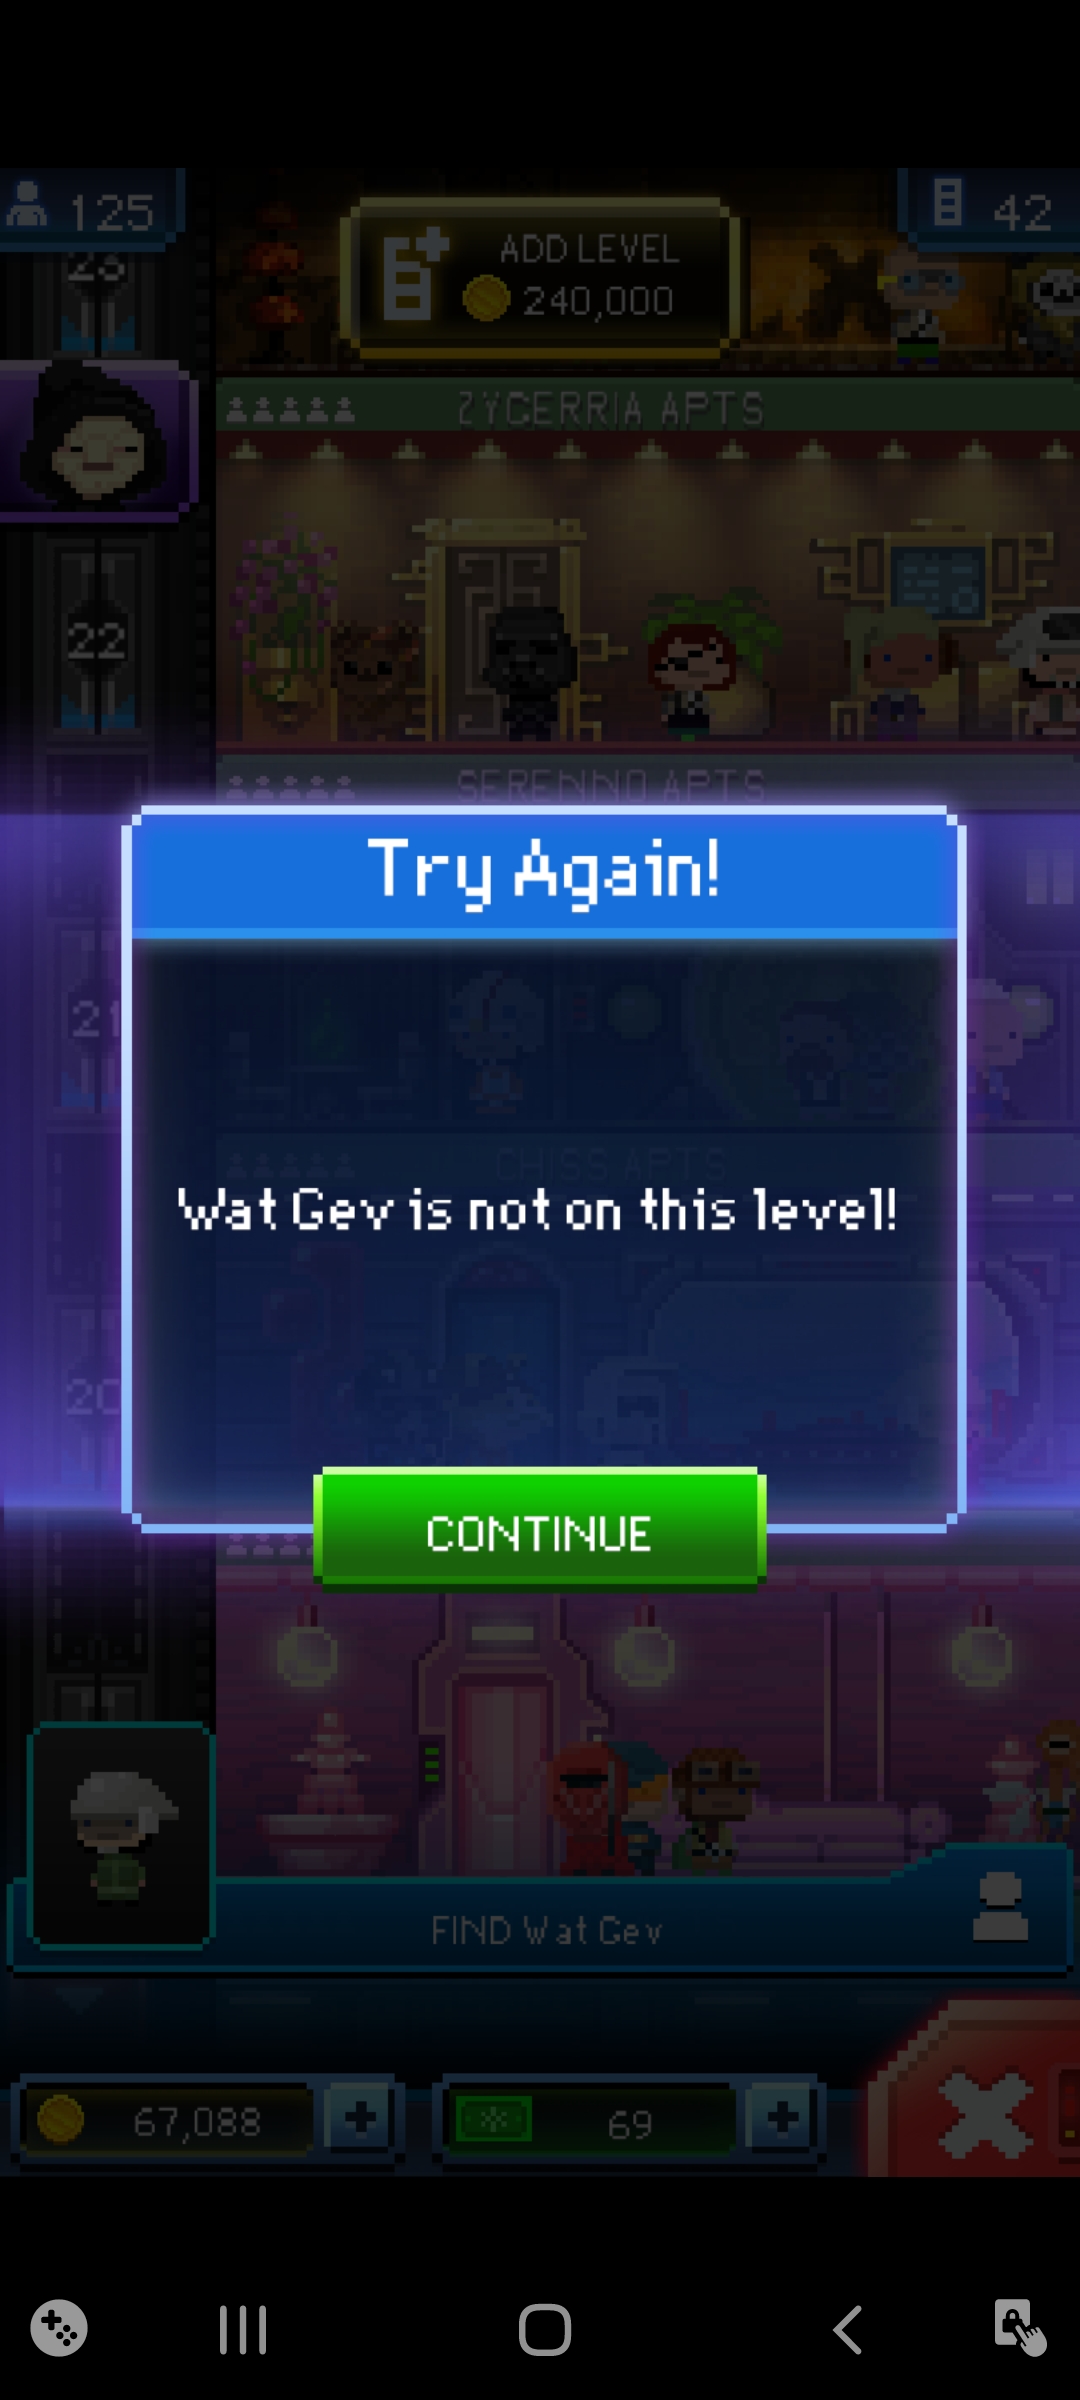 125
ADD LEVEL
240,000
42
23
ZYGERRIA APTS
22
SERENNO APTS
Try Again!
21
CHISS APTS
Wat Gev is not on this level!
20
CONTINUE
FIND Wat Gev
67,088
69